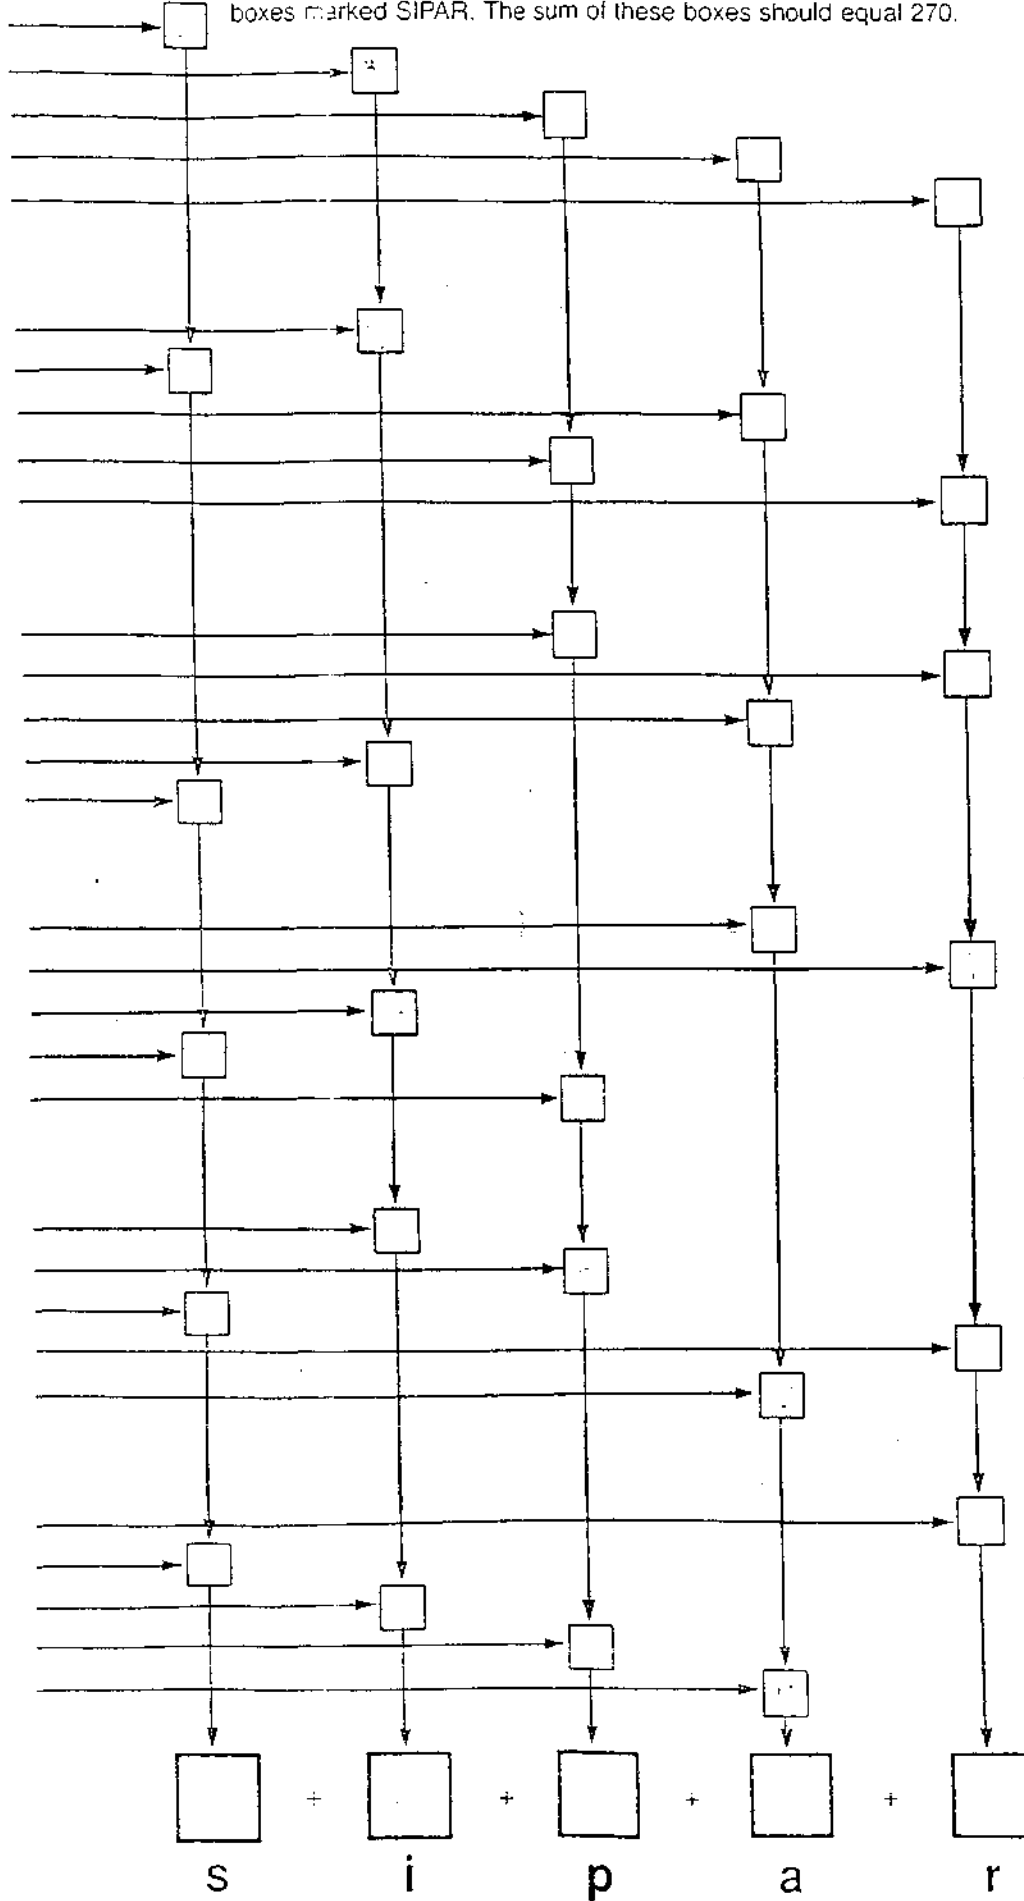 boxes marked SIPAR. The sum of these boxes should equal 270.
+ + + +
s i p a r